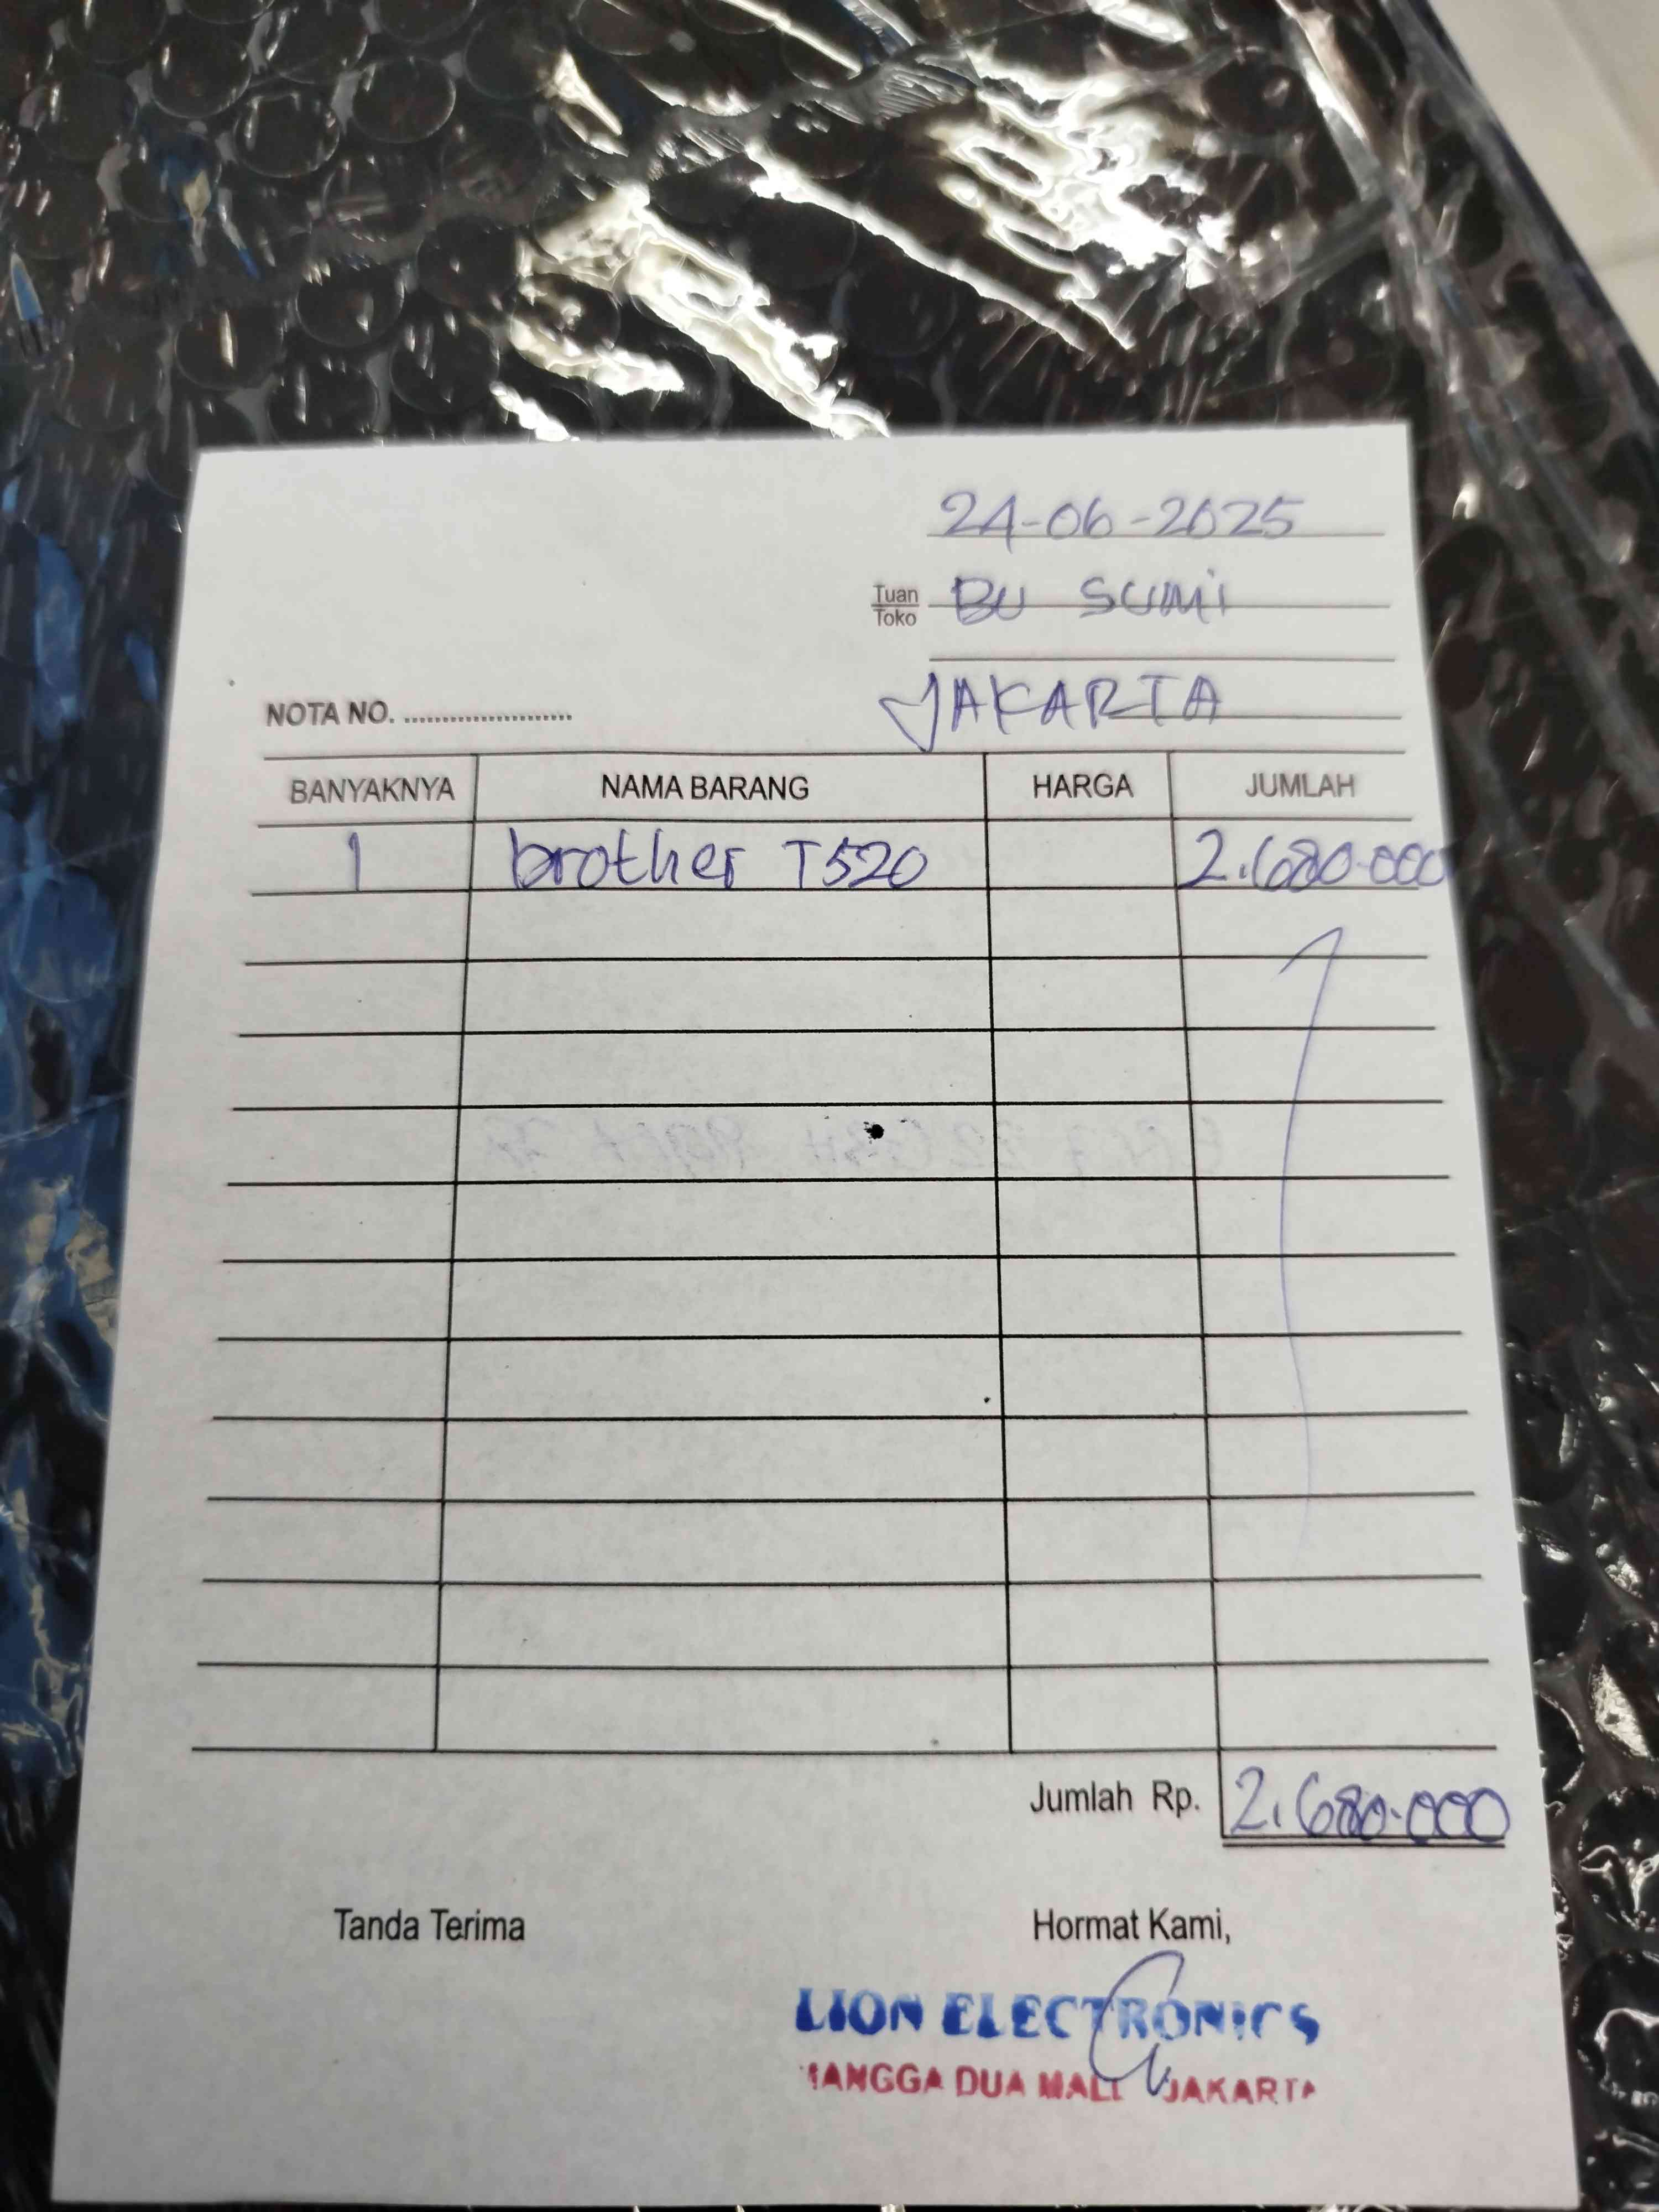 24-06-2025
Tuan
Toko
BU SUMI
JAKARTA
NOTA NO. ......................
BANYAKNYA NAMA BARANG HARGA JUMLAH
1 brother T520 2.680.000
Jumlah Rp. 2.680.000
Tanda Terima Hormat Kami,
LION ELECTRONICS
MANGGA DUA MALL JAKARTA